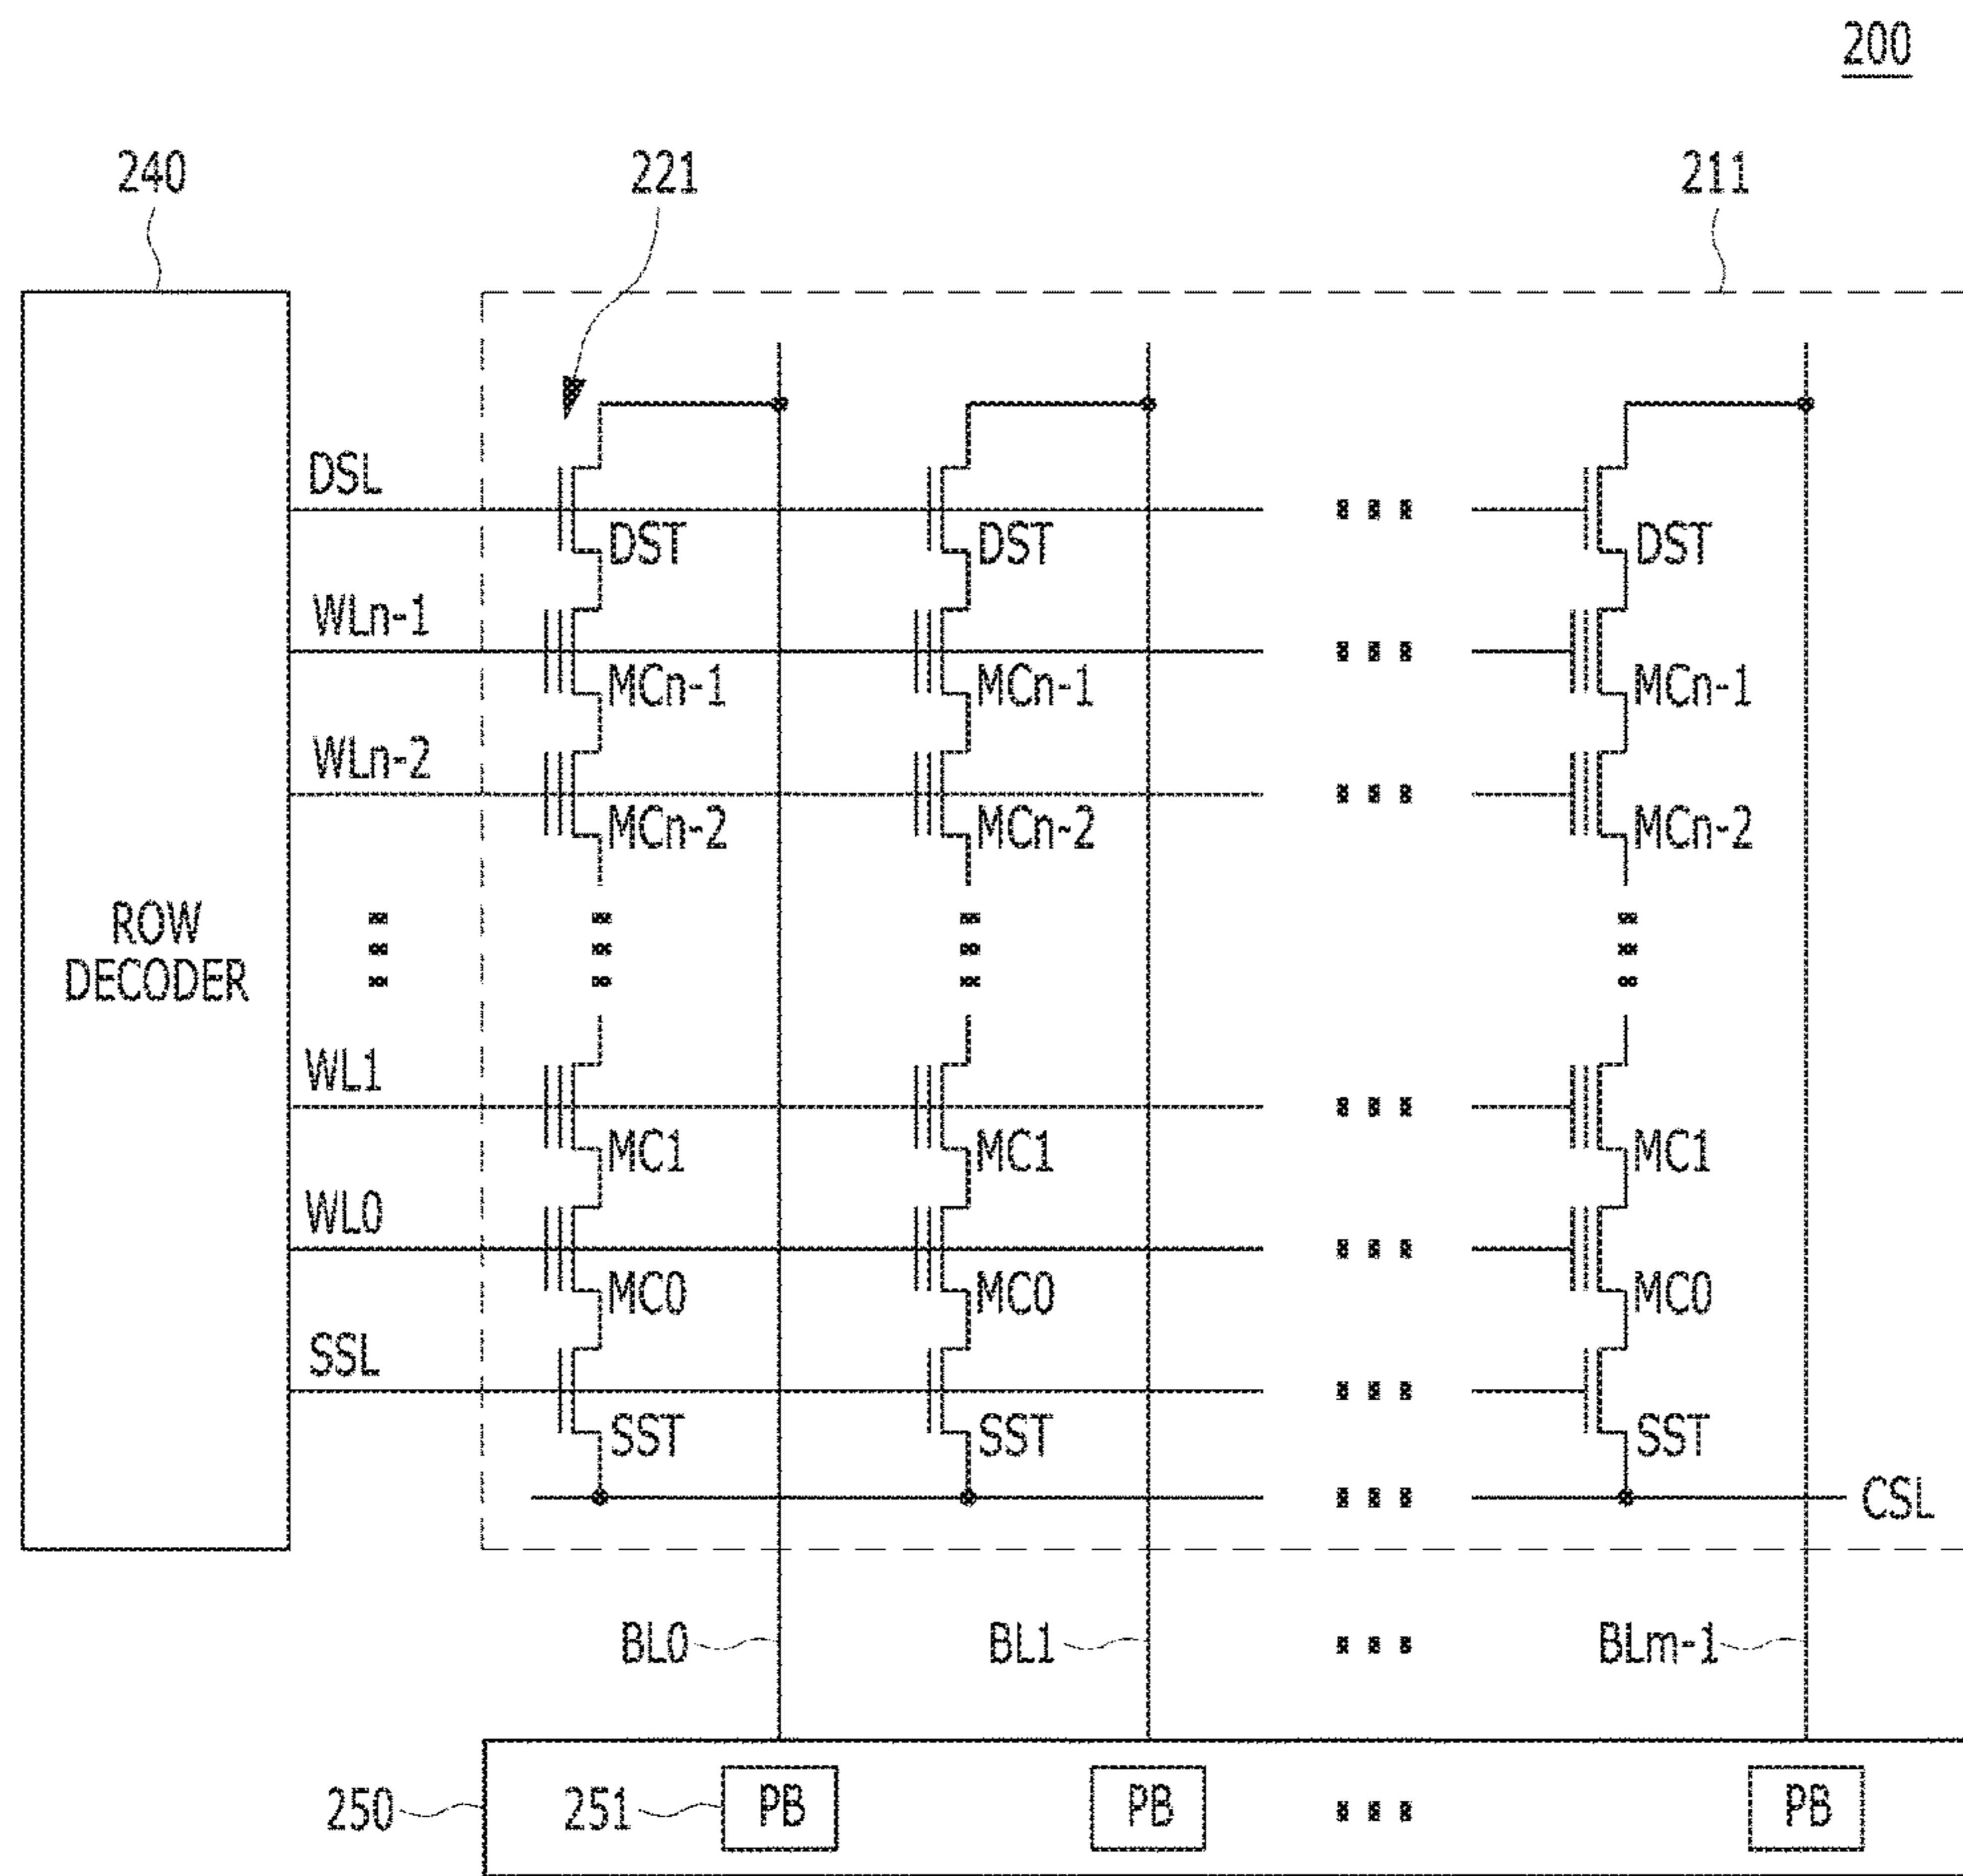 200
240 221 211
DSL
DST DST DST
WLn-1
MCn-1 MCn-1 MCn-1
WLn-2
MCn-2 MCn-2 MCn-2
ROW
DECODER
WL1
MC1 MC1 MC1
WL0
MC0 MC0 MC0
SSL
SST SST SST
CSL
BL0 BL1 BLm-1
250 251 PB PB PB